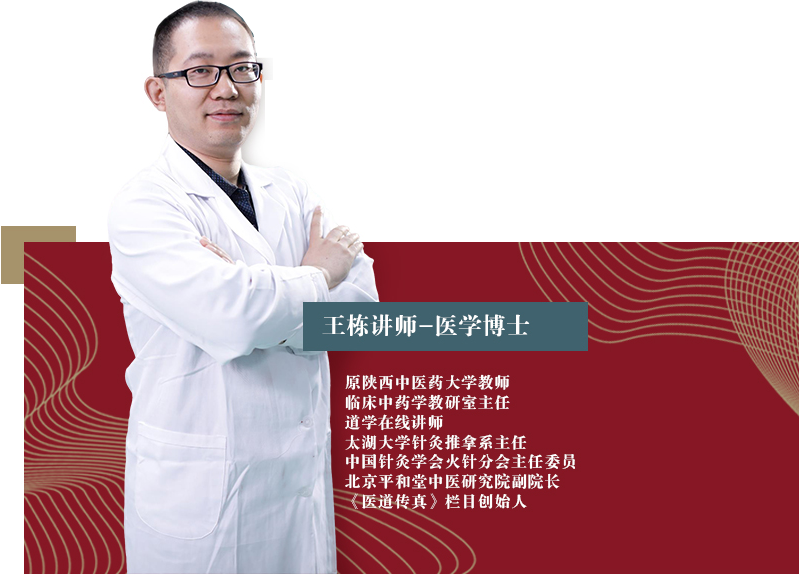 王栋讲师-医学博士
原陕西中医药大学教师
临床中药学教研室主任
道学在线讲师
太湖大学针灸推拿系主任
中国针灸学会火针分会主任委员
北京平和堂中医研究院副院长
《医道传真》栏目创始人